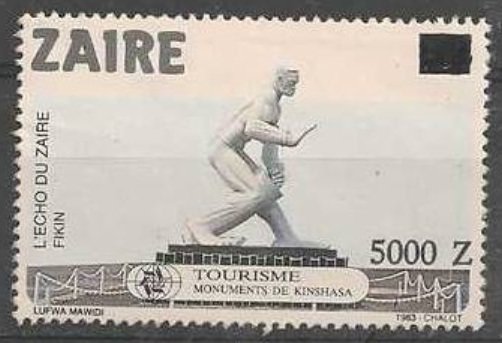 ZAIRE
L'ECHO DU ZAIRE
FIKIN
5000 Z
TOURISME
MONUMENTS DE KINSHASA
LUFWA MAWIDI
1983 - CHALOT